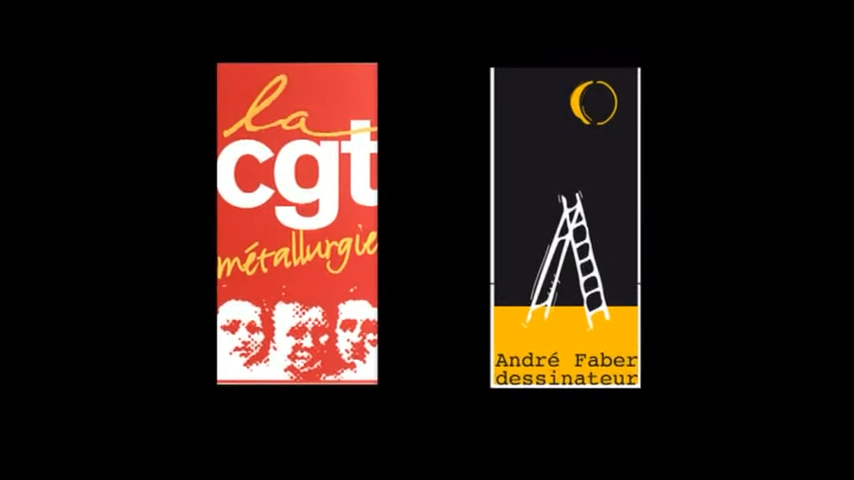 la
cgt
métallurgie
André Faber
dessinateur